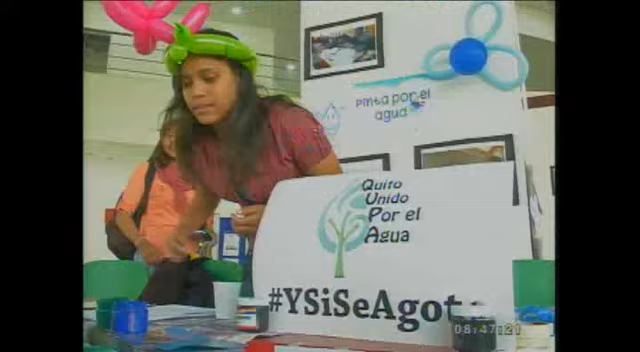 Pinta por el
agua
Quito
Unido
Por el
Agua
#YSiSeAgot
08:47:21